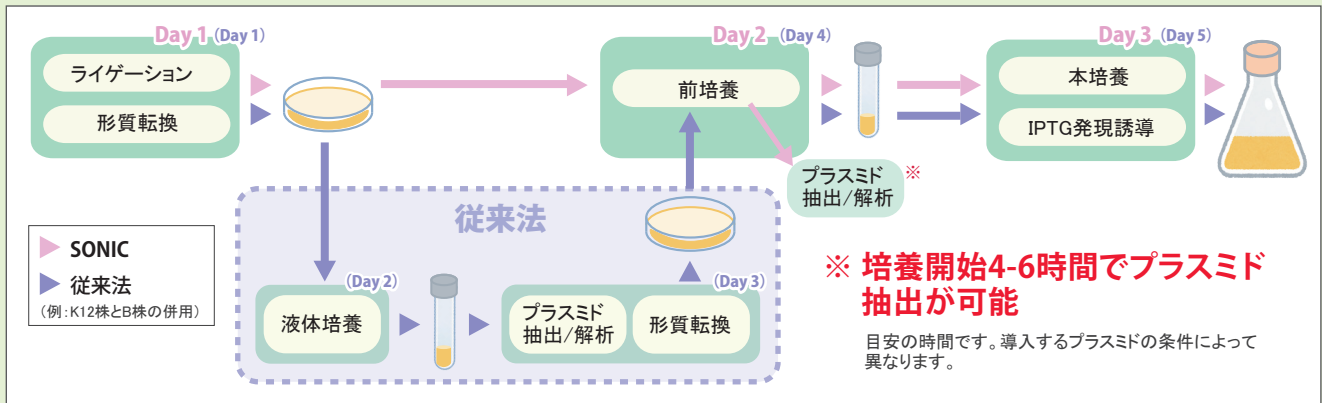 Day 1 (Day 1)
ライゲーション
形質転換
Day 2 (Day 4)
前培養
プラスミド
抽出/解析
※
Day 3 (Day 5)
本培養
IPTG発現誘導
従来法
(Day 2)
液体培養
(Day 3)
プラスミド
抽出/解析
形質転換
SONIC
従来法
(例:K12株とB株の併用)
※ 培養開始4-6時間でプラスミド
抽出が可能
目安の時間です。導入するプラスミドの条件によって
異なります。